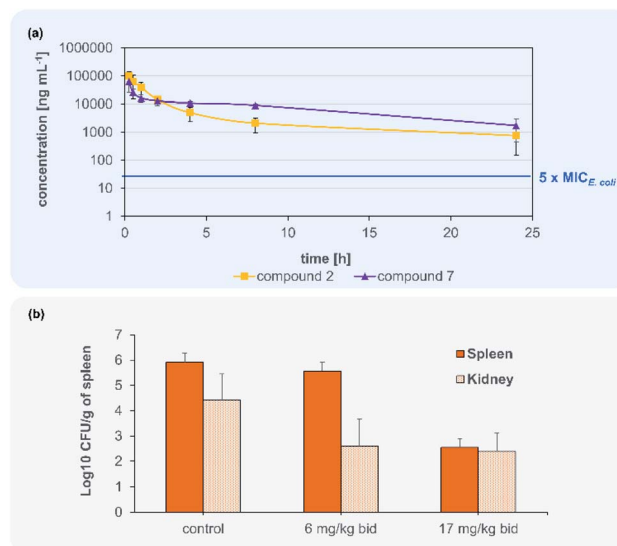 (a)
concentration [ng mL-1]
1000000
100000
10000
1000
100
10
1
5 x MICE. coli
0
5
10
15
20
25
time [h]
compound 2
compound 7
(b)
Log10 CFU/g of spleen
7
6
5
4
3
2
1
0
Spleen
Kidney
control
6 mg/kg bid
17 mg/kg bid